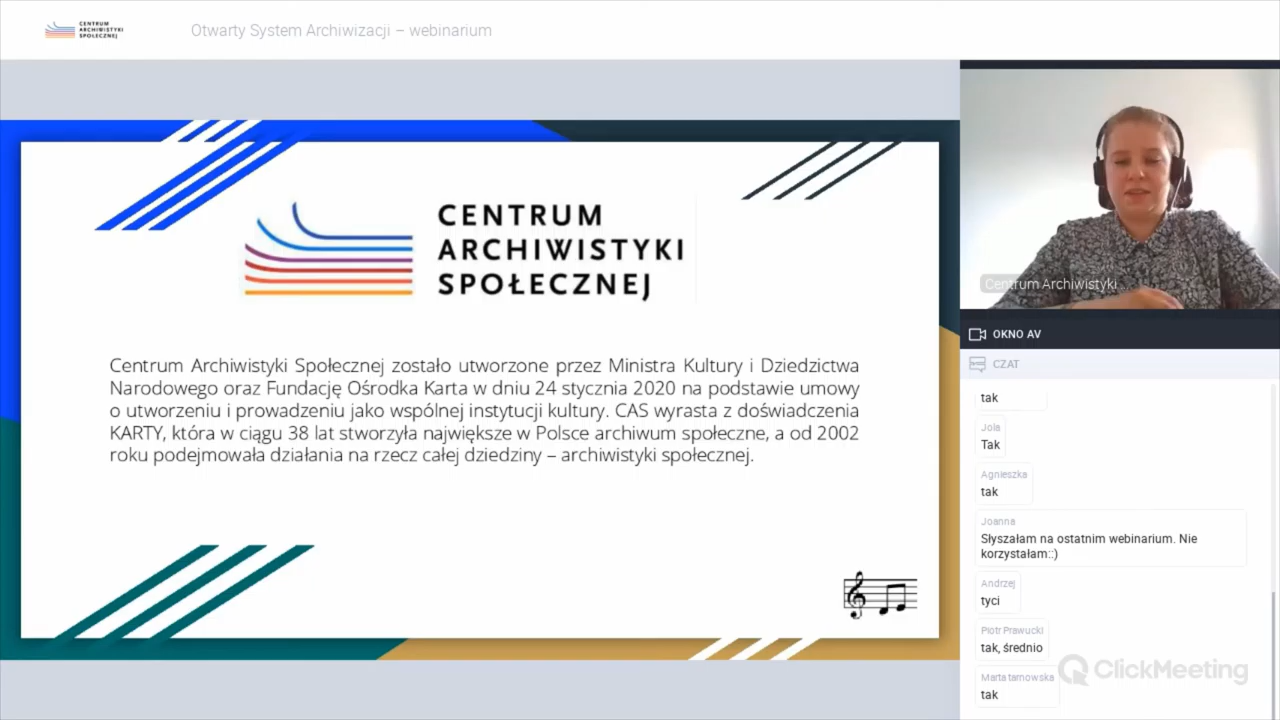 CENTRUM
ARCHIWISTYKI
SPOŁECZNEJ
Otwarty System Archiwizacji – webinarium
CENTRUM
ARCHIWISTYKI
SPOŁECZNEJ
Centrum Archiwistyki Społecznej zostało utworzone przez Ministra Kultury i Dziedzictwa
Narodowego oraz Fundację Ośrodka Karta w dniu 24 stycznia 2020 na podstawie umowy
o utworzeniu i prowadzeniu jako wspólnej instytucji kultury. CAS wyrasta z doświadczenia
KARTY, która w ciągu 38 lat stworzyła największe w Polsce archiwum społeczne, a od 2002
roku podejmowała działania na rzecz całej dziedziny – archiwistyki społecznej.
Centrum Archiwistyki ...
OKNO AV
CZAT
tak
Jola
Tak
Agnieszka
tak
Joanna
Słyszałam na ostatnim webinarium. Nie
korzystałam::)
Andrzej
tyci
Piotr Prawucki
tak, średnio
Marta tarnowska
tak
ClickMeeting